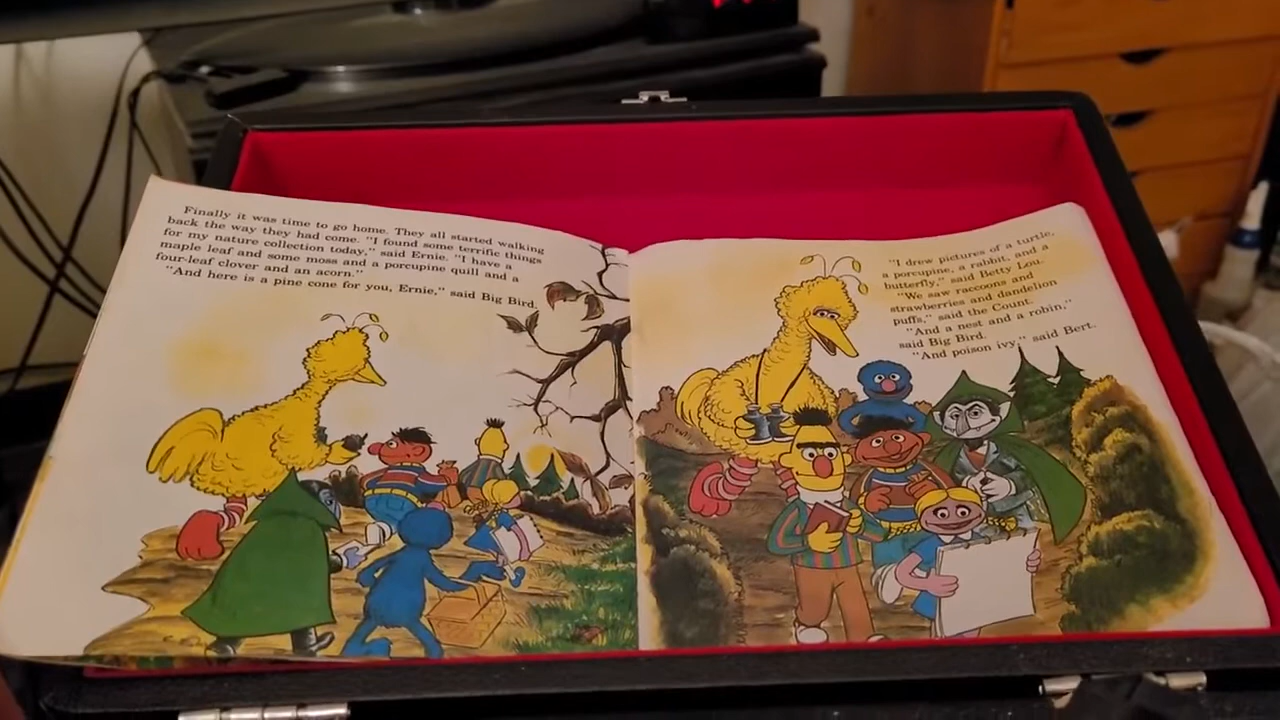 Finally it was time to go home. They all started walking
back the way they had come. "I found some terrific things
for my nature collection today," said Ernie. "I have a
maple leaf and some moss and a porcupine quill and a
four-leaf clover and an acorn."
"And here is a pine cone for you, Ernie," said Big Bird.
"I drew pictures of a turtle,
a porcupine, a rabbit, and a
butterfly," said Betty Lou.
"We saw raccoons and
strawberries and dandelion
puffs," said the Count.
"And a nest and a robin,"
said Big Bird.
"And poison ivy," said Bert.